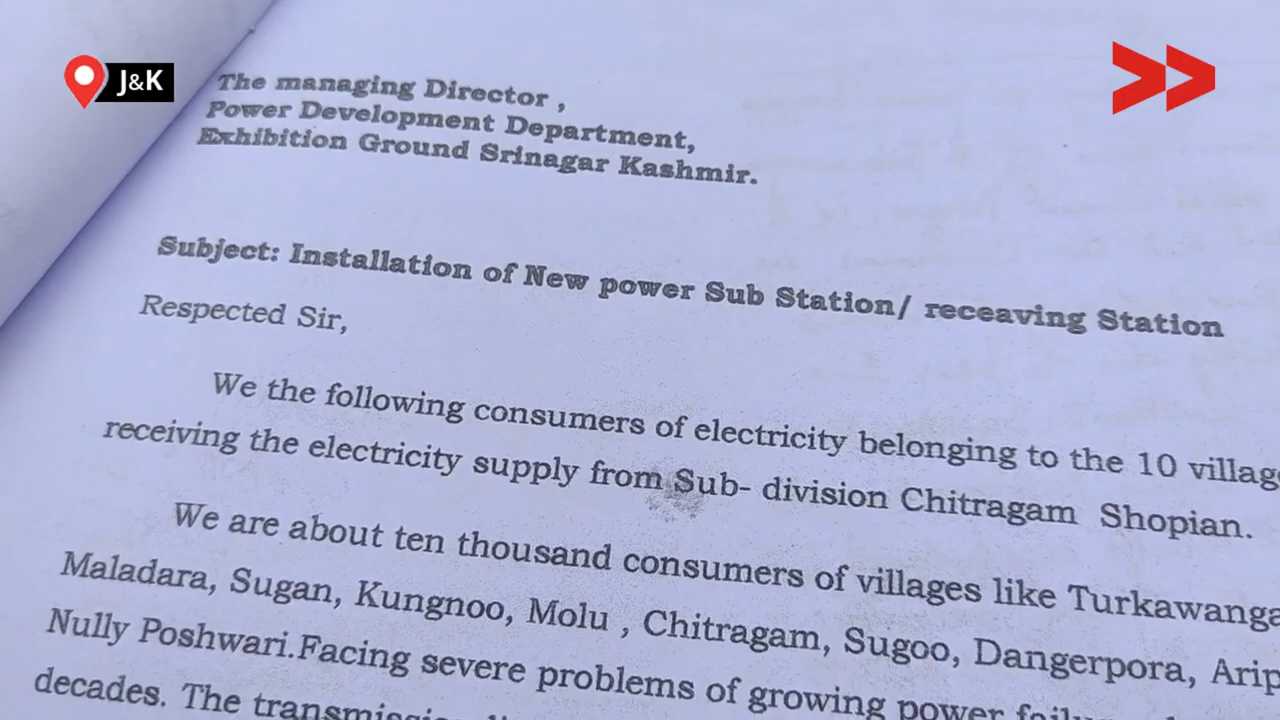 J&K
The managing Director ,
Power Development Department,
Exhibition Ground Srinagar Kashmir.
Subject: Installation of New power Sub Station/ receaving Station
Respected Sir,
We the following consumers of electricity belonging to the 10
receiving the electricity supply from Sub- division Chitragam Shopian.
We are about ten thousand consumers of villages like
Maladara, Sugan, Kungnoo, Molu , Chitragam, Sugoo, Dangerpora,
Nully Poshwari.Facing severe problems of growing power
decades. The